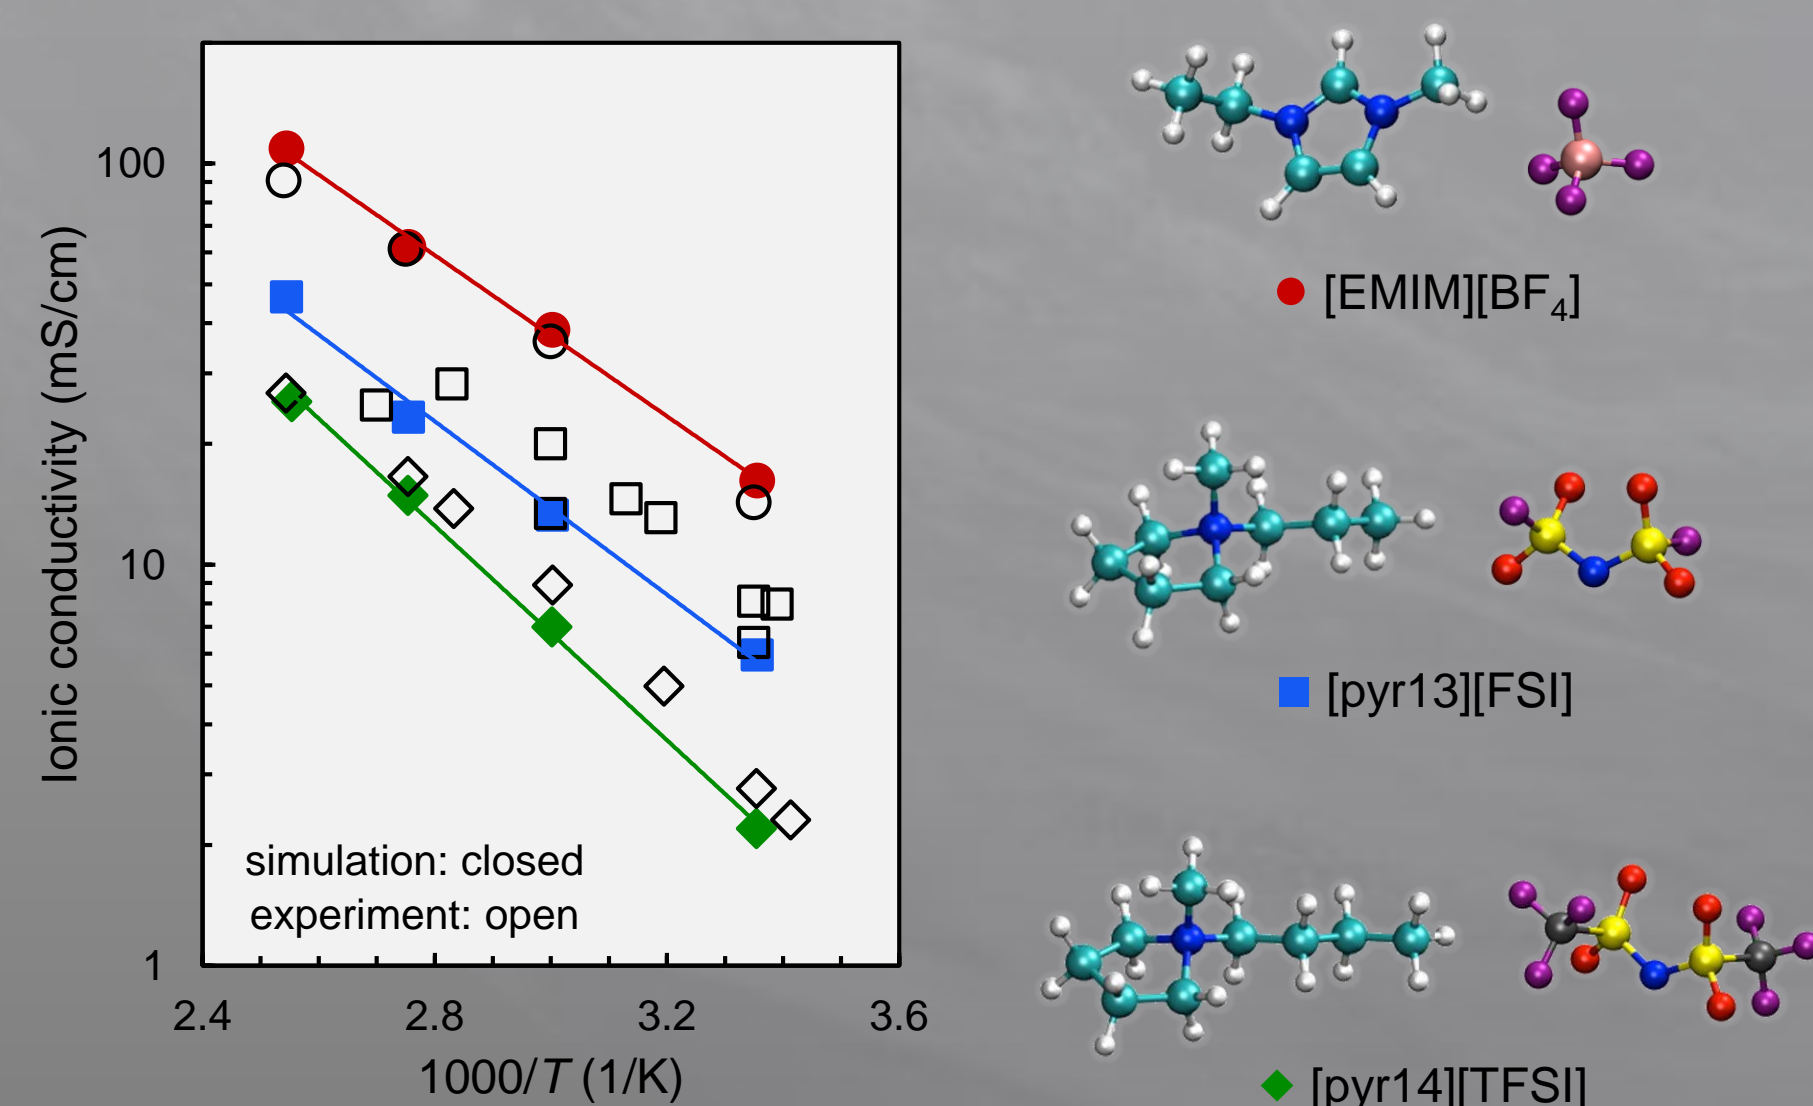 Ionic conductivity (mS/cm)
100
10
1
simulation: closed
experiment: open
2.4 2.8 3.2 3.6
1000/T (1/K)
[EMIM][BF₄]
[pyr13][FSI]
[pyr14][TFSI]